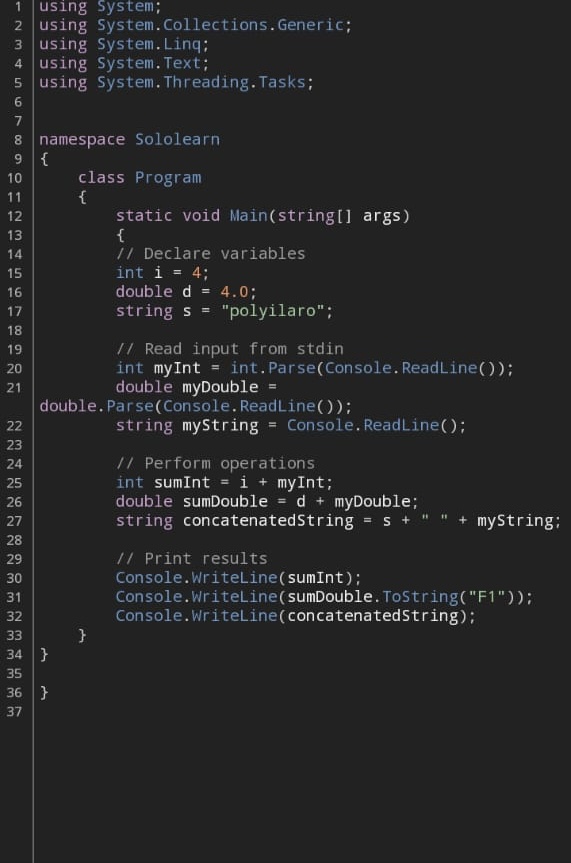 1 using System;
2 using System.Collections.Generic;
3 using System.Linq;
4 using System.Text;
5 using System.Threading.Tasks;
6
7
8 namespace Sololearn
9 {
10     class Program
11     {
12         static void Main(string[] args)
13         {
14         // Declare variables
15         int i = 4;
16         double d = 4.0;
17         string s = "polyilaro";
18
19         // Read input from stdin
20         int myInt = int.Parse(Console.ReadLine());
21         double myDouble =
double.Parse(Console.ReadLine());
22         string myString = Console.ReadLine();
23
24         // Perform operations
25         int sumInt = i + myInt;
26         double sumDouble = d + myDouble;
27         string concatenatedString = s + " " + myString;
28
29         // Print results
30         Console.WriteLine(sumInt);
31         Console.WriteLine(sumDouble.ToString("F1"));
32         Console.WriteLine(concatenatedString);
33     }
34 }
35
36 }
37